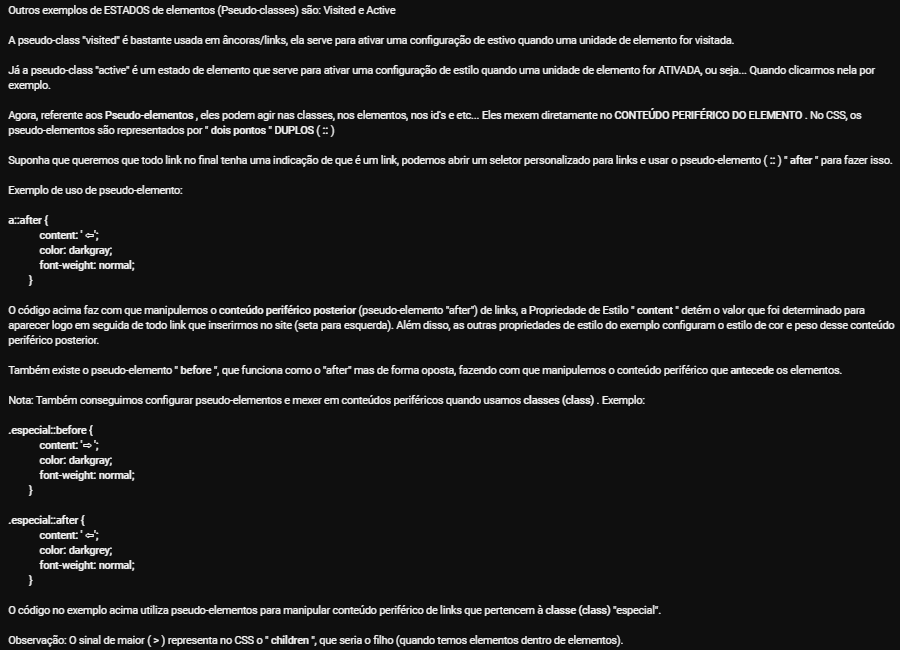 Outros exemplos de ESTADOS de elementos (Pseudo-classes) são: Visited e Active
A pseudo-class "visited" é bastante usada em âncoras/links, ela serve para ativar uma configuração de estivo quando uma unidade de elemento for visitada.
Já a pseudo-class "active" é um estado de elemento que serve para ativar uma configuração de estilo quando uma unidade de elemento for ATIVADA, ou seja... Quando clicarmos nela por
exemplo.
Agora, referente aos Pseudo-elementos , eles podem agir nas classes, nos elementos, nos id's e etc... Eles mexem diretamente no CONTEÚDO PERIFÉRICO DO ELEMENTO . No CSS, os
pseudo-elementos são representados por " dois pontos " DUPLOS ( :: )
Suponha que queremos que todo link no final tenha uma indicação de que é um link, podemos abrir um seletor personalizado para links e usar o pseudo-elemento ( :: ) " after " para fazer isso.
Exemplo de uso de pseudo-elemento:
a::after {
content: ' ⇦';
color: darkgray;
font-weight: normal;
}
O código acima faz com que manipulemos o conteúdo periférico posterior (pseudo-elemento "after") de links, a Propriedade de Estilo " content " detém o valor que foi determinado para
aparecer logo em seguida de todo link que inserirmos no site (seta para esquerda). Além disso, as outras propriedades de estilo do exemplo configuram o estilo de cor e peso desse conteúdo
periférico posterior.
Também existe o pseudo-elemento " before ", que funciona como o "after" mas de forma oposta, fazendo com que manipulemos o conteúdo periférico que antecede os elementos.
Nota: Também conseguimos configurar pseudo-elementos e mexer em conteúdos periféricos quando usamos classes (class) . Exemplo:
.especial::before {
content: '⇨ ';
color: darkgray;
font-weight: normal;
}
.especial::after {
content: ' ⇦';
color: darkgrey;
font-weight: normal;
}
O código no exemplo acima utiliza pseudo-elementos para manipular conteúdo periférico de links que pertencem à classe (class) "especial".
Observação: O sinal de maior ( > ) representa no CSS o " children ", que seria o filho (quando temos elementos dentro de elementos).